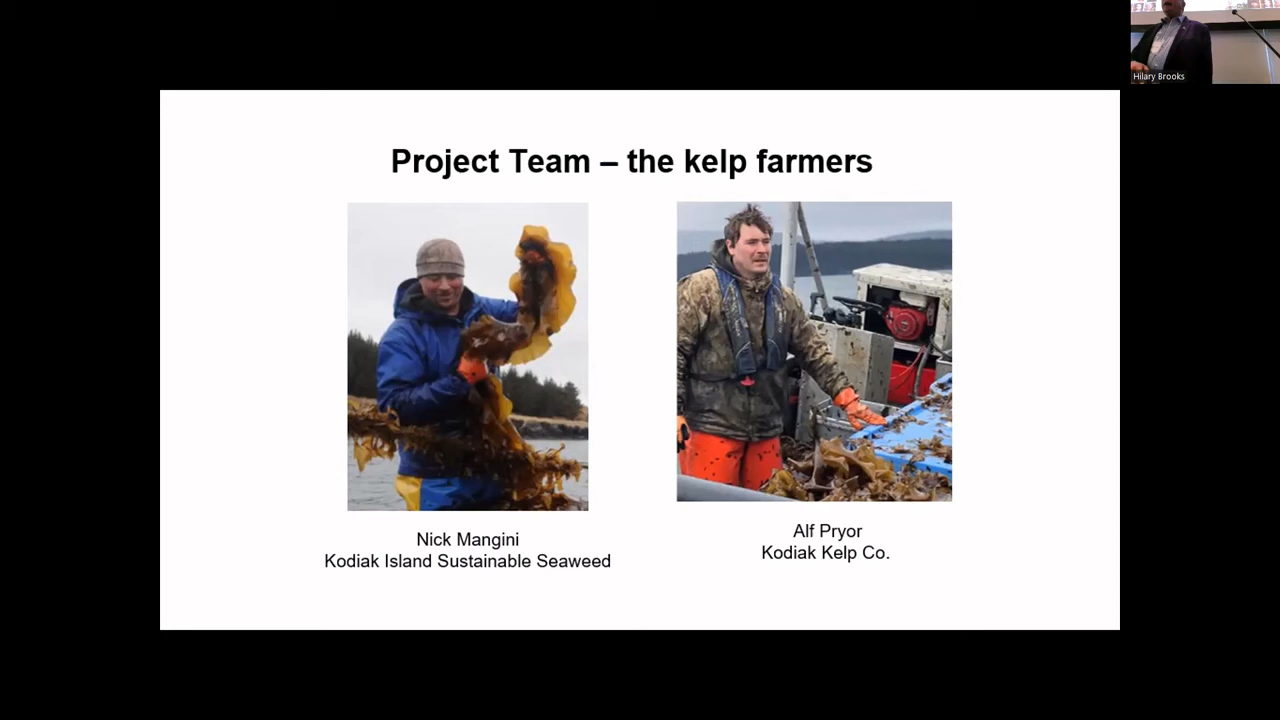 Hilary Brooks
Project Team – the kelp farmers
Nick Mangini
Kodiak Island Sustainable Seaweed
Alf Pryor
Kodiak Kelp Co.